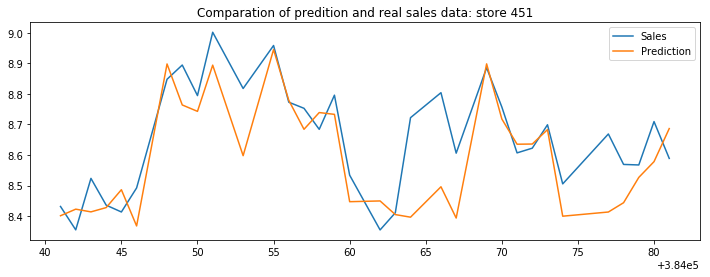 Comparation of predition and real sales data: store 451
Sales
Prediction
9.0
8.9
8.8
8.7
8.6
8.5
8.4
40 45 50 55 60 65 70 75 80
+3.84e5